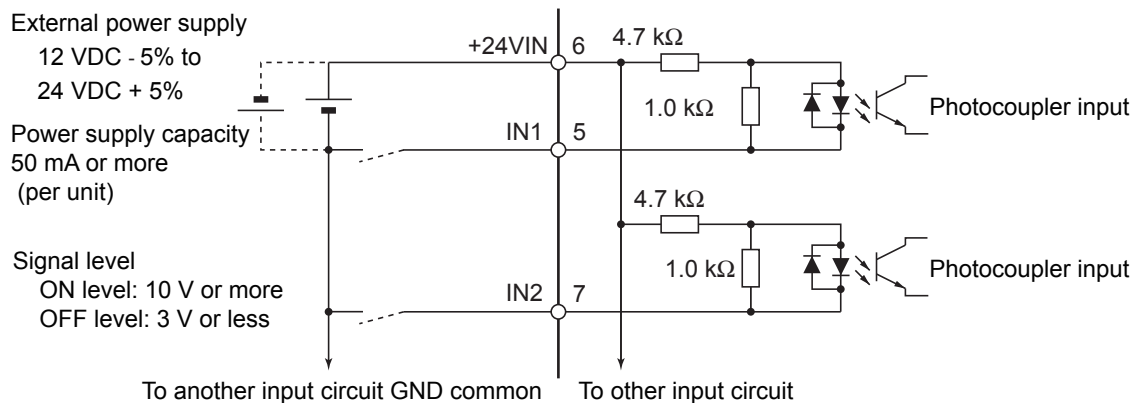 External power supply
12 VDC - 5% to
24 VDC + 5%
Power supply capacity
50 mA or more
(per unit)
Signal level
ON level: 10 V or more
OFF level: 3 V or less
+24VIN
6
4.7 kΩ
1.0 kΩ
Photocoupler input
IN1
5
4.7 kΩ
1.0 kΩ
Photocoupler input
IN2
7
To another input circuit GND common
To other input circuit